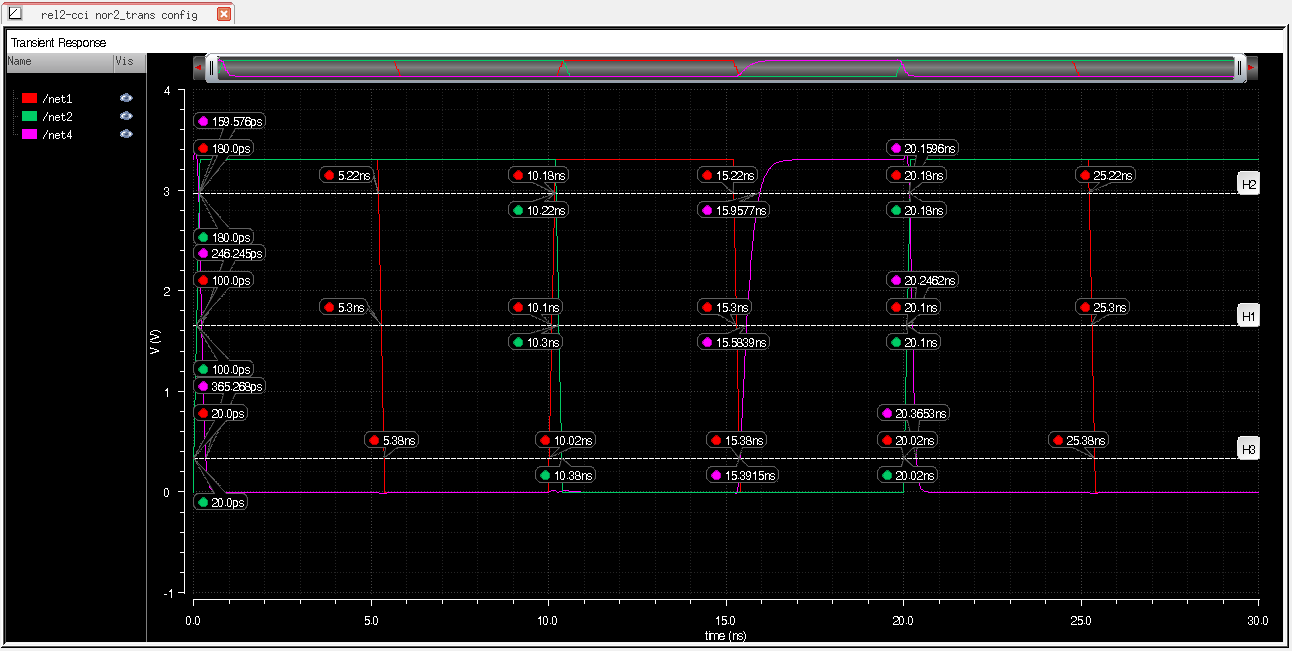 rel2-cci nor2_trans config
Transient Response
Name Vis
/net1
/net2
/net4
4
159.576ps
180.0ps
20.1596ns
5.22ns 10.18ns 15.22ns 20.18ns 25.22ns
3
H2
10.22ns 15.9577ns 20.18ns
180.0ps
246.245ps
100.0ps
20.2462ns
2
5.3ns 10.1ns 15.3ns 20.1ns 25.3ns
H1
V (V)
10.3ns 15.5839ns 20.1ns
100.0ps
365.268ps
1
20.0ps
20.3653ns
5.38ns 10.02ns 15.38ns 20.02ns 25.38ns
H3
10.38ns 15.3915ns 20.02ns
0
20.0ps
-1
0.0 5.0 10.0 15.0 20.0 25.0 30.0
time (ns)